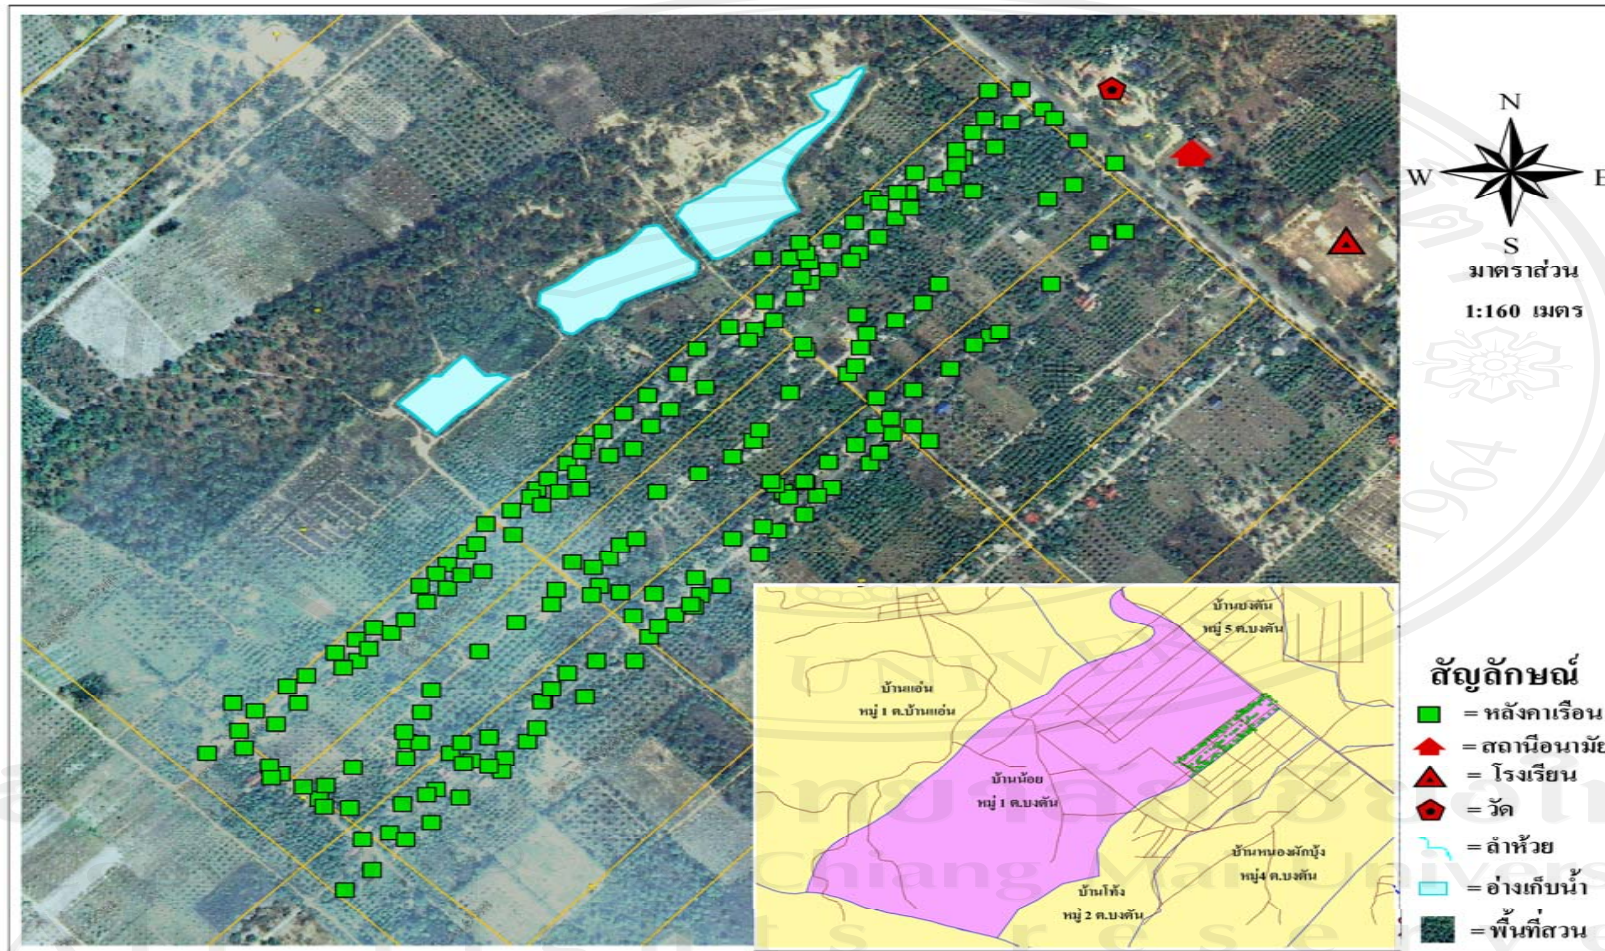 N
W
E
S
มาตราส่วน
1:160 เมตร
บ้านบงตัน
หมู่ 5 ต.บงตัน
บ้านแอ่น
หมู่ 1 ต.บ้านแอ่น
บ้านน้อย
หมู่ 1 ต.บงตัน
บ้านหนองผักบุ้ง
หมู่4 ต.บงตัน
บ้านโท้ง
หมู่ 2 ต.บงตัน
สัญลักษณ์
= หลังคาเรือน
= สถานีอนามัย
= โรงเรียน
= วัด
= ลำห้วย
= อ่างเก็บน้ำ
= พื้นที่สวน
1964
UNIVER
Chiang Mai Univers
r e s e r v e